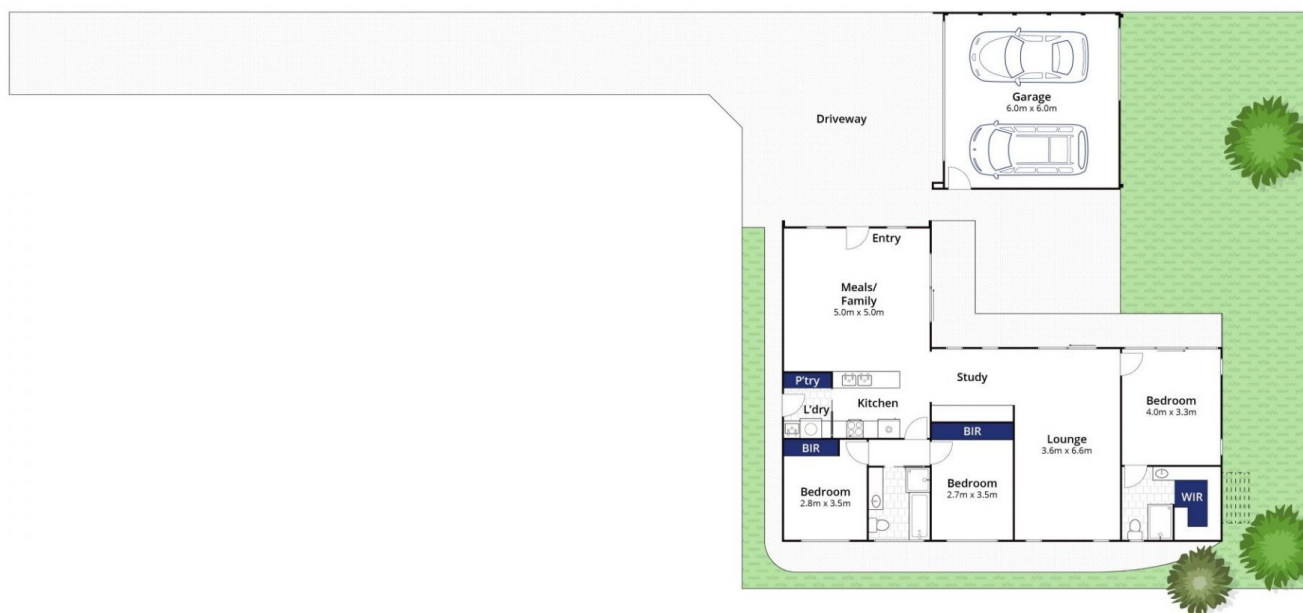 Garage
6.0m x 6.0m
Driveway
Entry
Meals/
Family
5.0m x 5.0m
P'try
Study
L'dry
Kitchen
Bedroom
4.0m x 3.3m
BIR
BIR
Lounge
3.6m x 6.6m
Bedroom
2.8m x 3.5m
Bedroom
2.7m x 3.5m
WIR